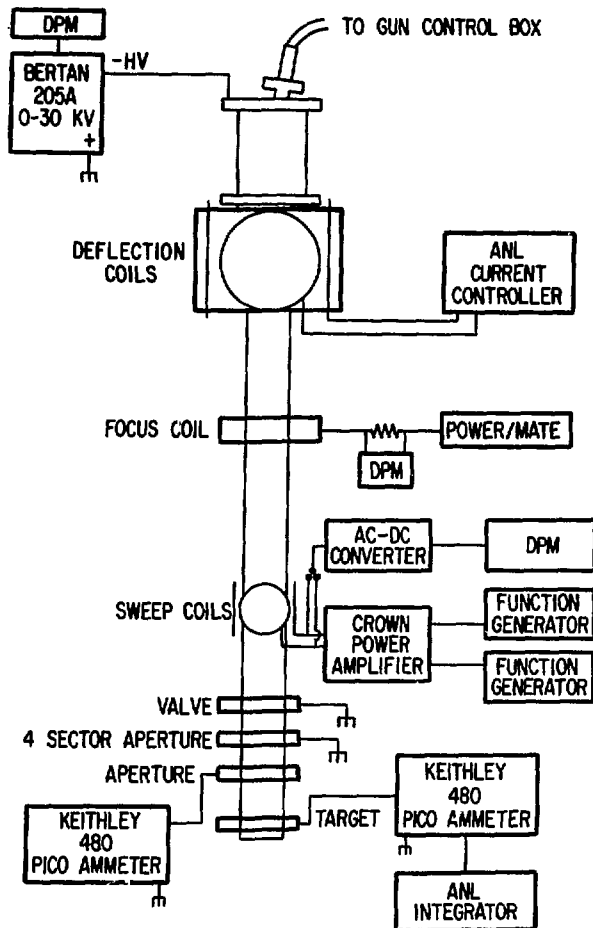 DPM
TO GUN CONTROL BOX
BERTAN
205A
0-30 KV
+
-HV
DEFLECTION
COILS
ANL
CURRENT
CONTROLLER
FOCUS COIL
POWER/MATE
DPM
AC-DC
CONVERTER
DPM
SWEEP COILS
CROWN
POWER
AMPLIFIER
FUNCTION
GENERATOR
FUNCTION
GENERATOR
VALVE
4 SECTOR APERTURE
APERTURE
KEITHLEY
480
PICO AMMETER
TARGET
KEITHLEY
480
PICO AMMETER
ANL
INTEGRATOR